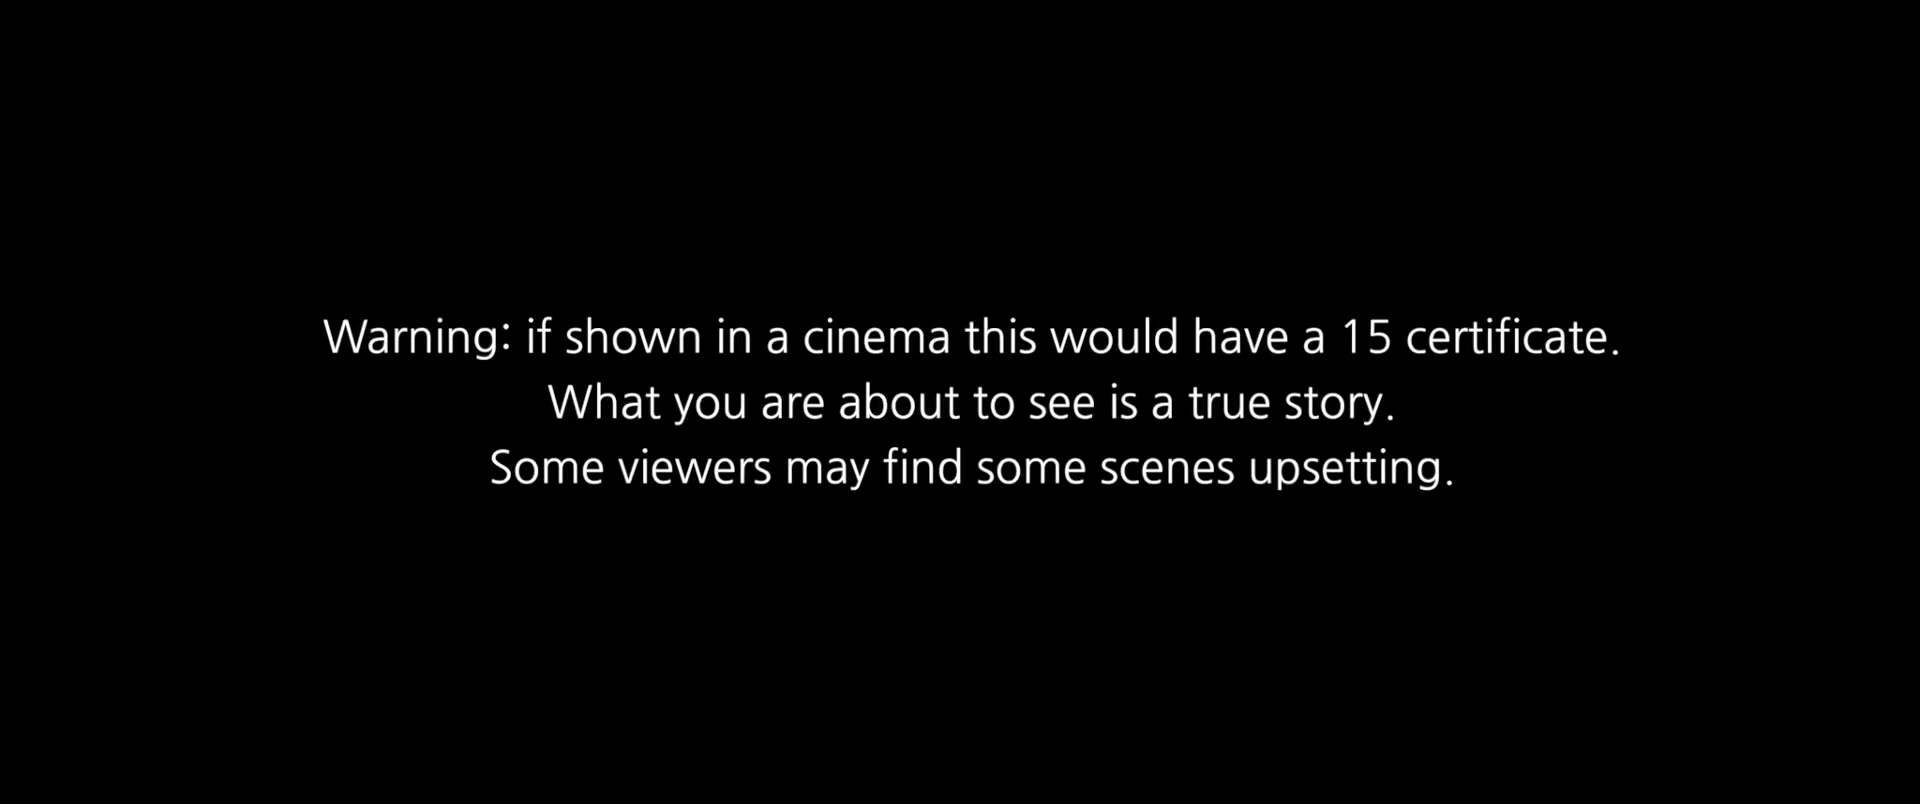 Warning: if shown in a cinema this would have a 15 certificate.
What you are about to see is a true story.
Some viewers may find some scenes upsetting.